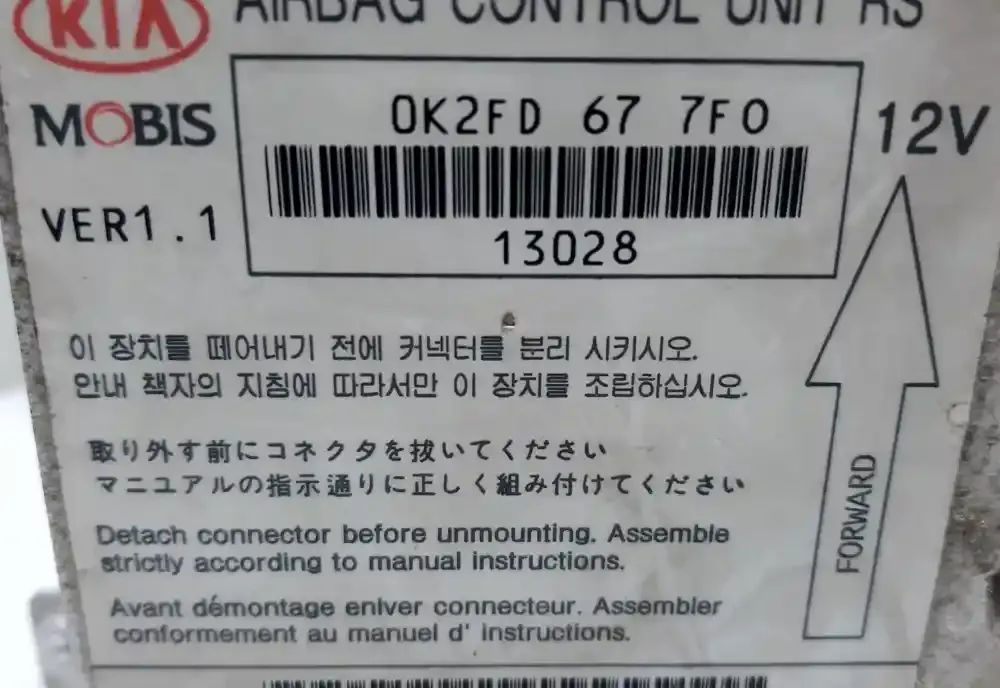 KIA
AIRBAG CONTROL UNIT RS
MOBIS
0K2FD 67 7F0
12V
VER1.1
13028
이 장치를 떼어내기 전에 커넥터를 분리 시키시오.
안내 책자의 지침에 따라서만 이 장치를 조립하십시오.
取り外す前にコネクタを抜いてください
マニュアルの指示通りに正しく組み付けてください
FORWARD
Detach connector before unmounting. Assemble
strictly according to manual instructions.
Avant démontage enlver connecteur. Assembler
conformement au manuel d' instructions.